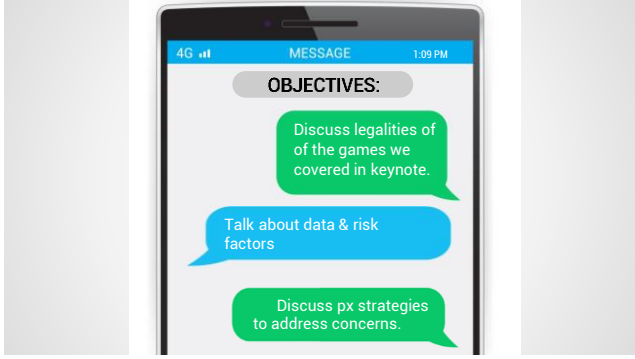 4G MESSAGE 1:09 PM
OBJECTIVES:
Discuss legalities of
of the games we
covered in keynote.
Talk about data & risk
factors
Discuss px strategies
to address concerns.